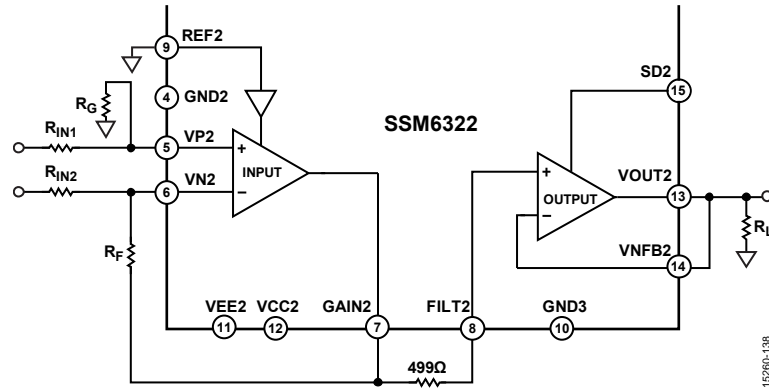 REF2
9
SD2
4
GND2
15
RG
SSM6322
RIN1
VP2
5
+
INPUT
−
RIN2
VN2
6
+
OUTPUT
−
VOUT2
13
RL
RF
VNFB2
14
VEE2
VCC2
GAIN2
FILT2
GND3
11
12
7
8
10
499Ω
15260-138